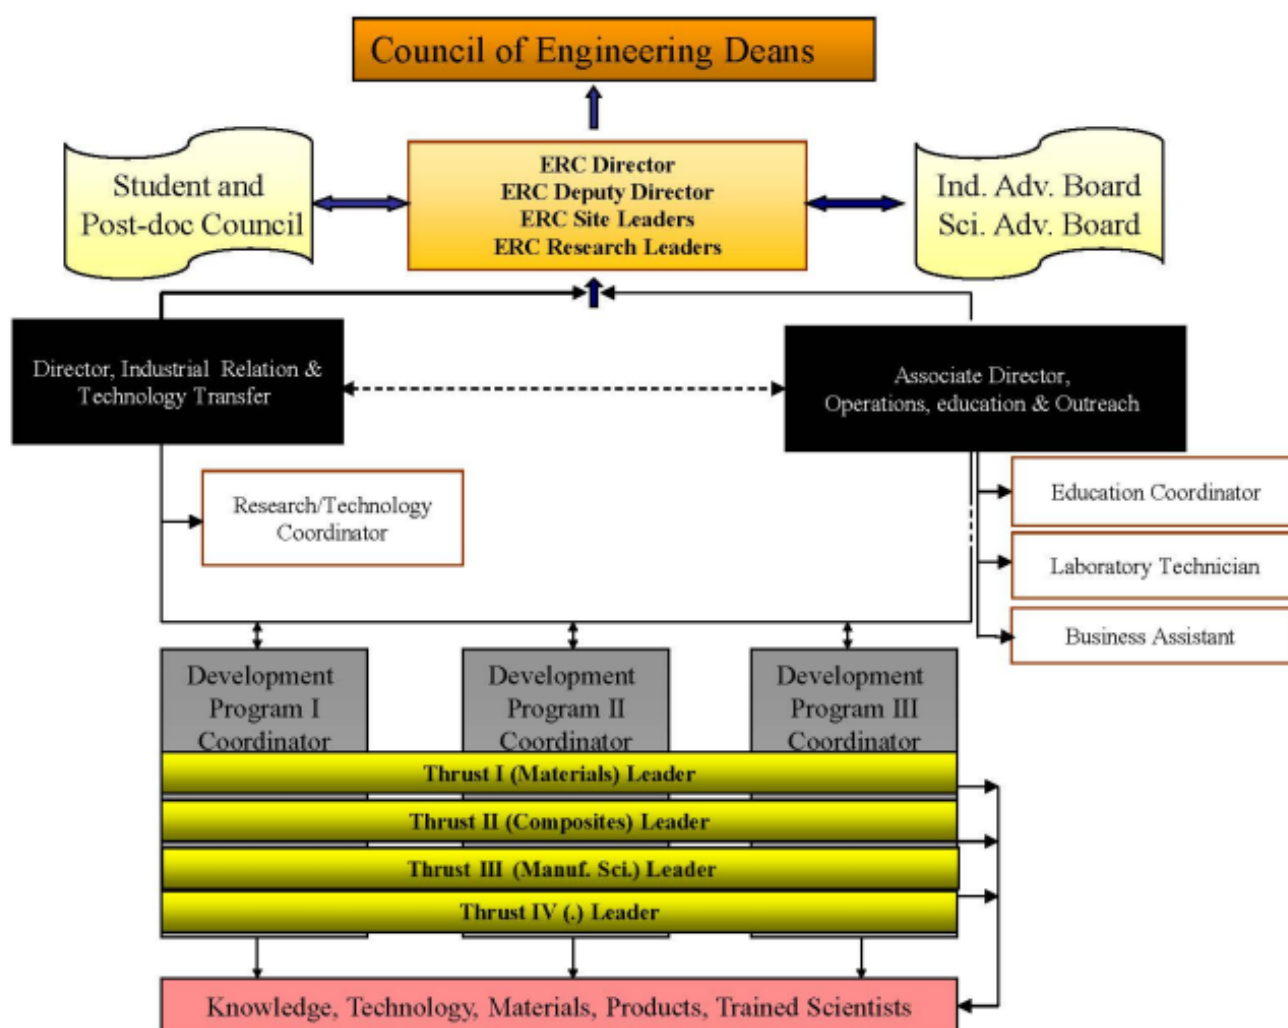 Council of Engineering Deans
Student and
Post-doc Council
ERC Director
ERC Deputy Director
ERC Site Leaders
ERC Research Leaders
Ind. Adv. Board
Sci. Adv. Board
Director, Industrial Relation &
Technology Transfer
Associate Director,
Operations, education & Outreach
Research/Technology
Coordinator
Education Coordinator
Laboratory Technician
Business Assistant
Development
Program I
Coordinator
Development
Program II
Coordinator
Development
Program III
Coordinator
Thrust I (Materials) Leader
Thrust II (Composites) Leader
Thrust III (Manuf. Sci.) Leader
Thrust IV (.) Leader
Knowledge, Technology, Materials, Products, Trained Scientists